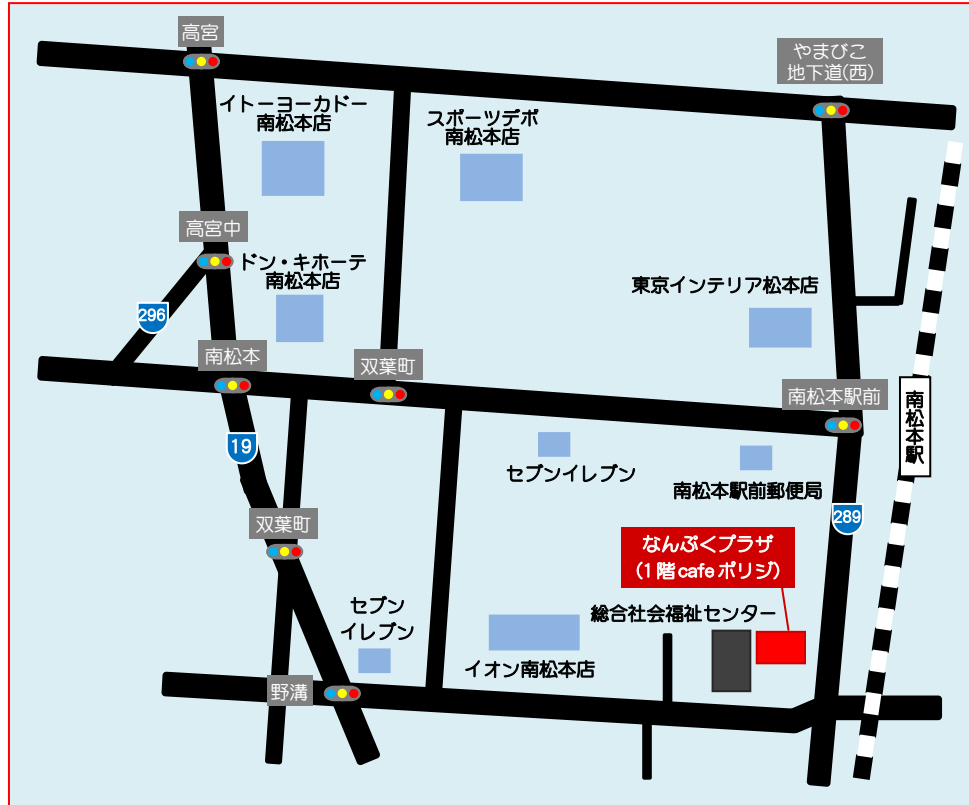 高宮
やまびこ
地下道(西)
イトーヨーカドー
南松本店
スポーツデポ
南松本店
高宮中
ドン・キホーテ
南松本店
東京インテリア松本店
296
南松本
双葉町
南松本駅前
南松本駅
19
セブンイレブン
南松本駅前郵便局
289
双葉町
なんぷくプラザ
(1階cafeポリジ)
セブン
イレブン
総合社会福祉センター
イオン南松本店
野溝